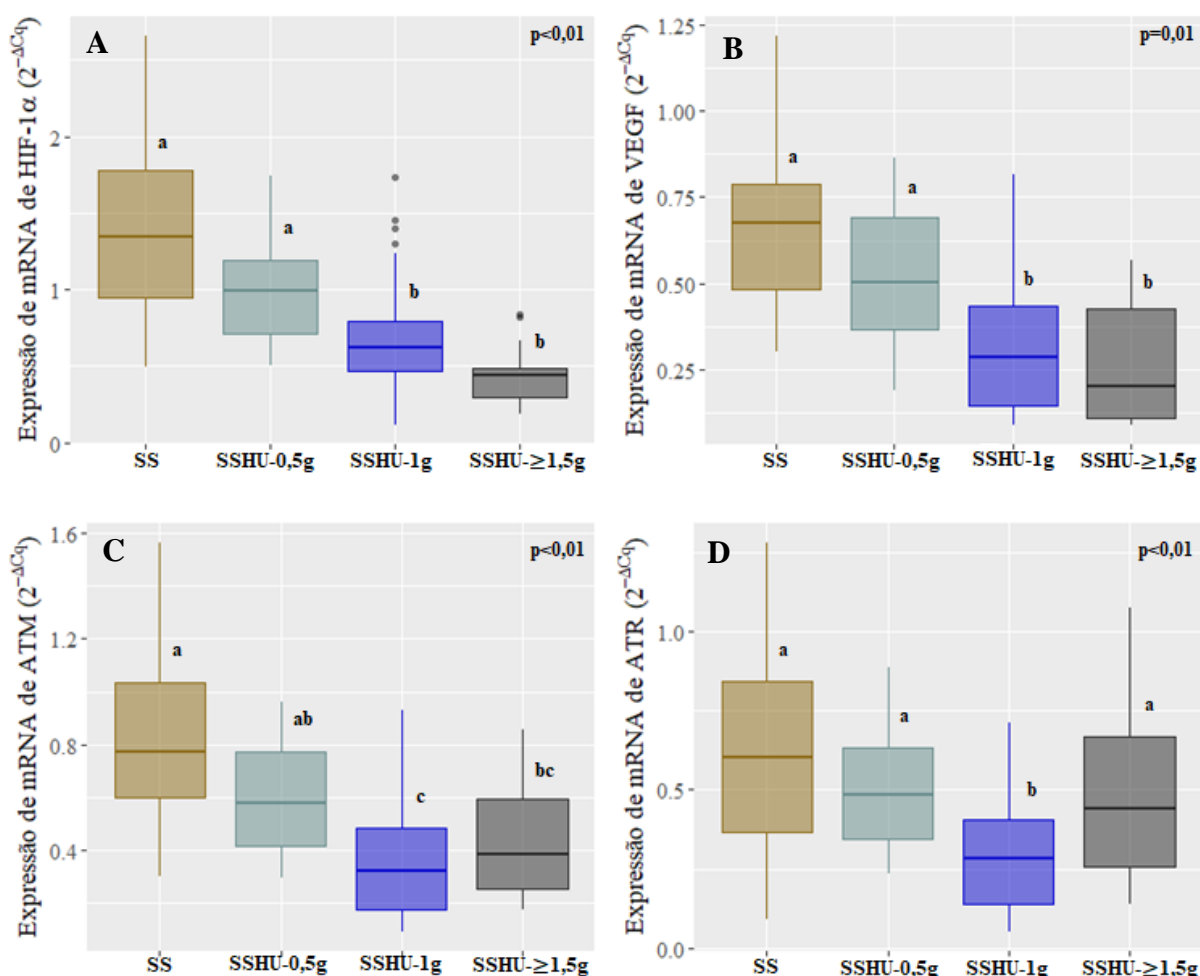 A
p<0,01
Expressão de mRNA de HIF-1α (2^−ΔCq)
2
1
0
a
a
b
b
SS SSHU-0,5g SSHU-1g SSHU-≥1,5g
B
p=0,01
Expressão de mRNA de VEGF (2^−ΔCq)
1.25
1.00
0.75
0.50
0.25
a
a
b
b
SS SSHU-0,5g SSHU-1g SSHU-≥1,5g
C
p<0,01
Expressão de mRNA de ATM (2^−ΔCq)
1.6
1.2
0.8
0.4
a
ab
c
bc
SS SSHU-0,5g SSHU-1g SSHU-≥1,5g
D
p<0,01
Expressão de mRNA de ATR (2^−ΔCq)
1.0
0.5
0.0
a
a
b
a
SS SSHU-0,5g SSHU-1g SSHU-≥1,5g